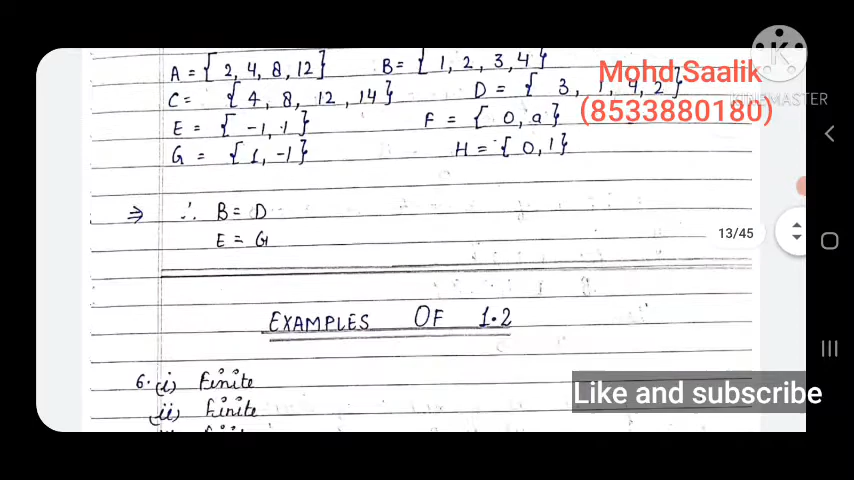 A = { 2, 4, 8, 12 } B = { 1, 2, 3, 4 }
Mohd Saalik
KINEMASTER
C = { 4, 8, 12, 14 } D = { 3, 1, 4, 2 }
(8533880180)
E = { -1, 1 } F = { 0, a }
G = { 1, -1 } H = { 0, 1 }
⇒ ∴ B = D
E = G
13/45
EXAMPLES OF 1.2
6. (i) Finite
Like and subscribe
(ii) Finite